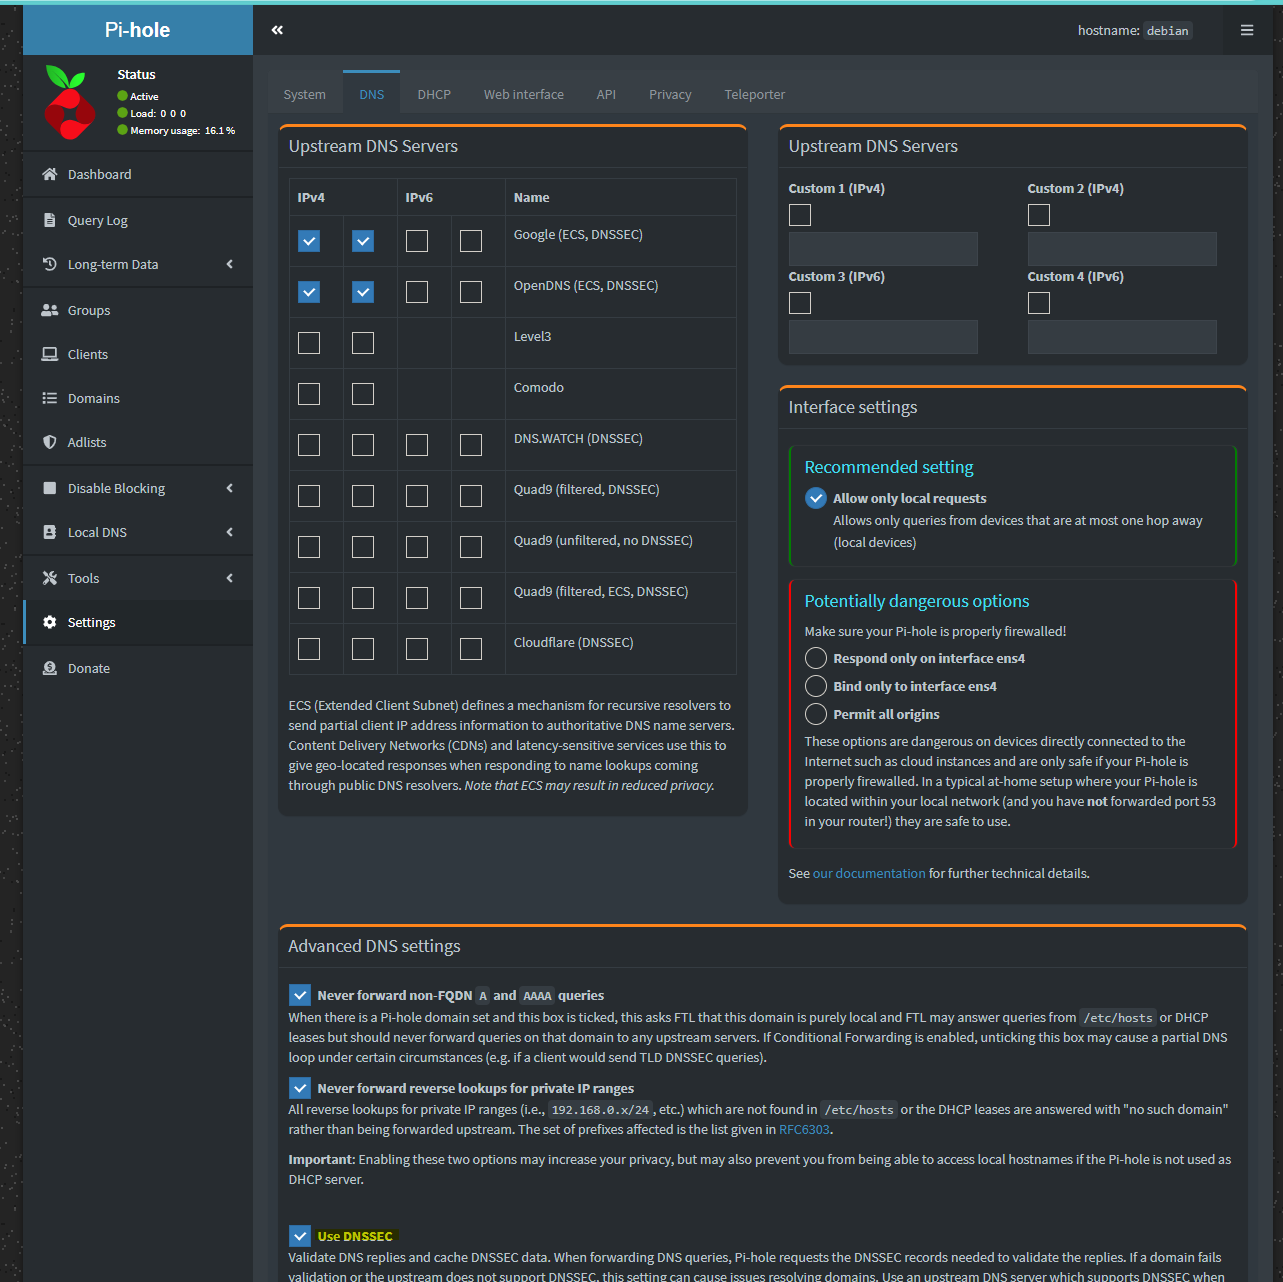 Pi-hole
hostname: debian
Status
Active
Load: 0 0 0
Memory usage: 16.1 %
Dashboard
Query Log
Long-term Data
Groups
Clients
Domains
Adlists
Disable Blocking
Local DNS
Tools
Settings
Donate
System DNS DHCP Web interface API Privacy Teleporter
Upstream DNS Servers
IPv4 IPv6 Name
Google (ECS, DNSSEC)
OpenDNS (ECS, DNSSEC)
Level3
Comodo
DNS.WATCH (DNSSEC)
Quad9 (filtered, DNSSEC)
Quad9 (unfiltered, no DNSSEC)
Quad9 (filtered, ECS, DNSSEC)
Cloudflare (DNSSEC)
ECS (Extended Client Subnet) defines a mechanism for recursive resolvers to
send partial client IP address information to authoritative DNS name servers.
Content Delivery Networks (CDNs) and latency-sensitive services use this to
give geo-located responses when responding to name lookups coming
through public DNS resolvers. Note that ECS may result in reduced privacy.
Upstream DNS Servers
Custom 1 (IPv4) Custom 2 (IPv4)
Custom 3 (IPv6) Custom 4 (IPv6)
Interface settings
Recommended setting
Allow only local requests
Allows only queries from devices that are at most one hop away
(local devices)
Potentially dangerous options
Make sure your Pi-hole is properly firewalled!
Respond only on interface ens4
Bind only to interface ens4
Permit all origins
These options are dangerous on devices directly connected to the
Internet such as cloud instances and are only safe if your Pi-hole is
properly firewalled. In a typical at-home setup where your Pi-hole is
located within your local network (and you have not forwarded port 53
in your router!) they are safe to use.
See our documentation for further technical details.
Advanced DNS settings
Never forward non-FQDN A and AAAA queries
When there is a Pi-hole domain set and this box is ticked, this asks FTL that this domain is purely local and FTL may answer queries from /etc/hosts or DHCP
leases but should never forward queries on that domain to any upstream servers. If Conditional Forwarding is enabled, unticking this box may cause a partial DNS
loop under certain circumstances (e.g. if a client would send TLD DNSSEC queries).
Never forward reverse lookups for private IP ranges
All reverse lookups for private IP ranges (i.e., 192.168.0.x/24, etc.) which are not found in /etc/hosts or the DHCP leases are answered with "no such domain"
rather than being forwarded upstream. The set of prefixes affected is the list given in RFC6303.
Important: Enabling these two options may increase your privacy, but may also prevent you from being able to access local hostnames if the Pi-hole is not used as
DHCP server.
Use DNSSEC
Validate DNS replies and cache DNSSEC data. When forwarding DNS queries, Pi-hole requests the DNSSEC records needed to validate the replies. If a domain fails
validation or the upstream does not support DNSSEC, this setting can cause issues resolving domains. Use an upstream DNS server which supports DNSSEC when